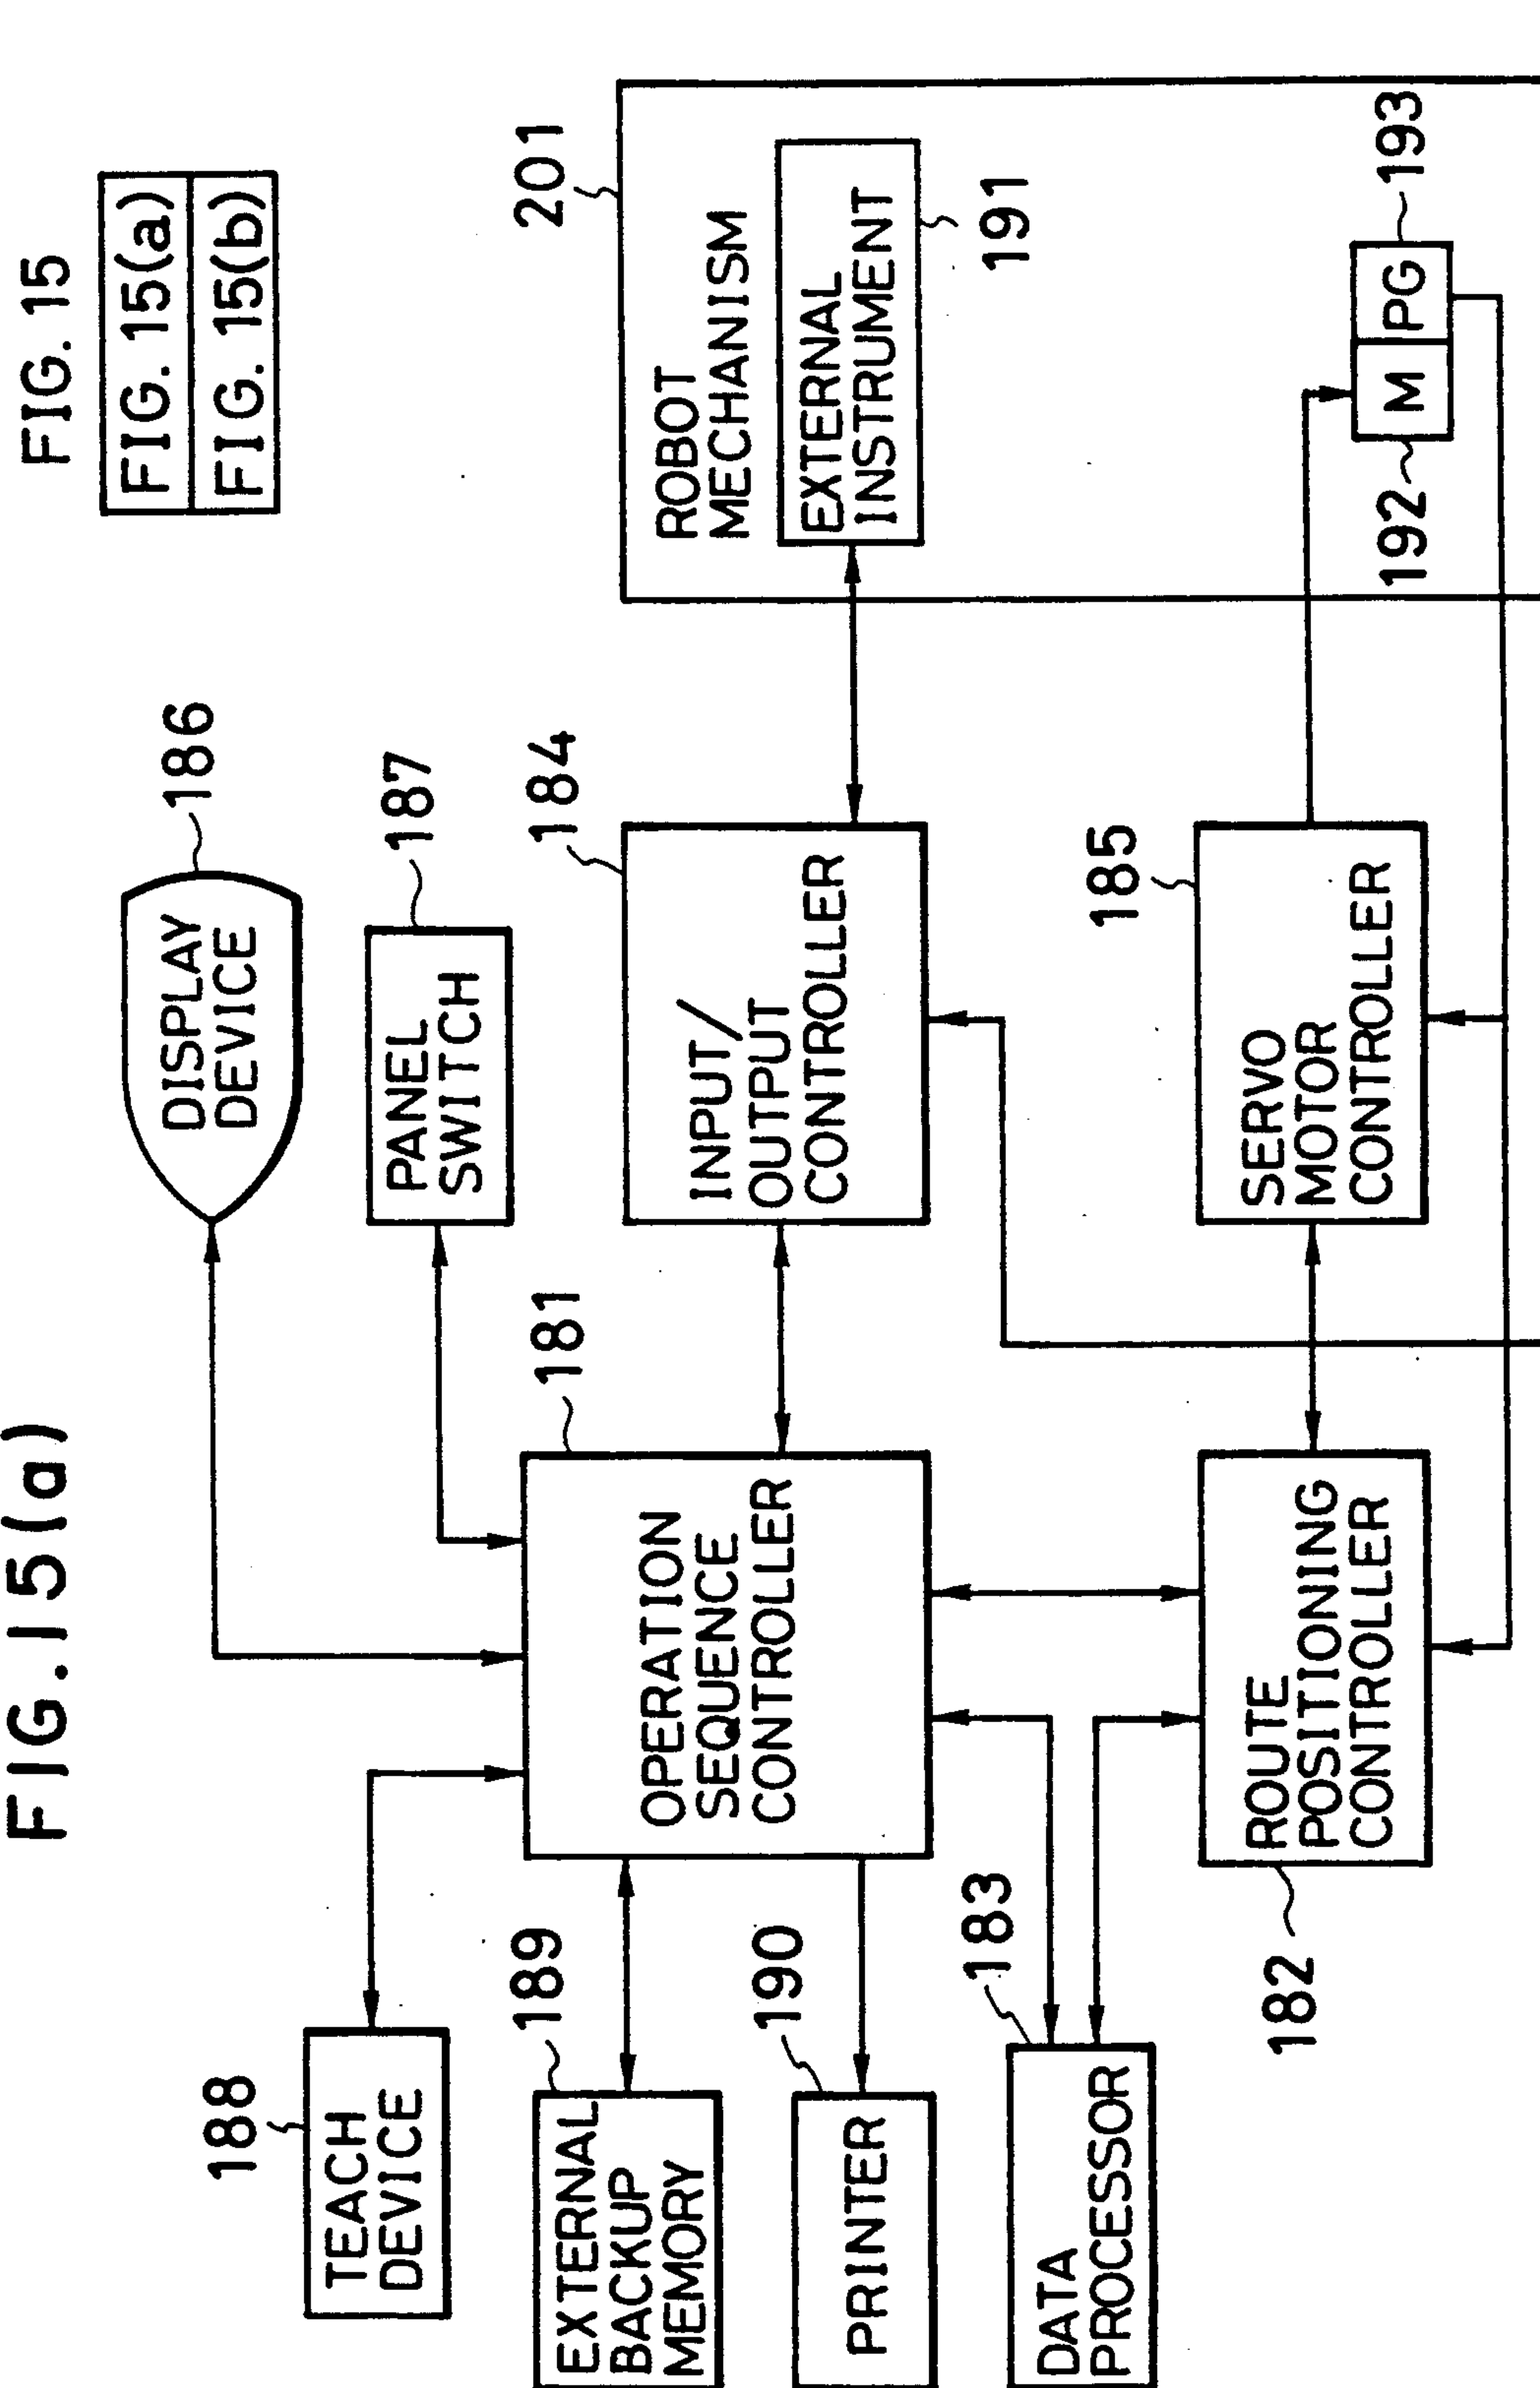 FIG. 15(a)
FIG. 15
FIG. 15(a)
FIG. 15(b)
188
TEACH
DEVICE
DISPLAY
DEVICE
186
PANEL
SWITCH
187
189
EXTERNAL
BACKUP
MEMORY
190
PRINTER
183
DATA
PROCESSOR
181
OPERATION
SEQUENCE
CONTROLLER
184
INPUT/
OUTPUT
CONTROLLER
201
ROBOT
MECHANISM
EXTERNAL
INSTRUMENT
191
182
ROUTE
POSITIONING
CONTROLLER
185
SERVO
MOTOR
CONTROLLER
192
M
PG
193